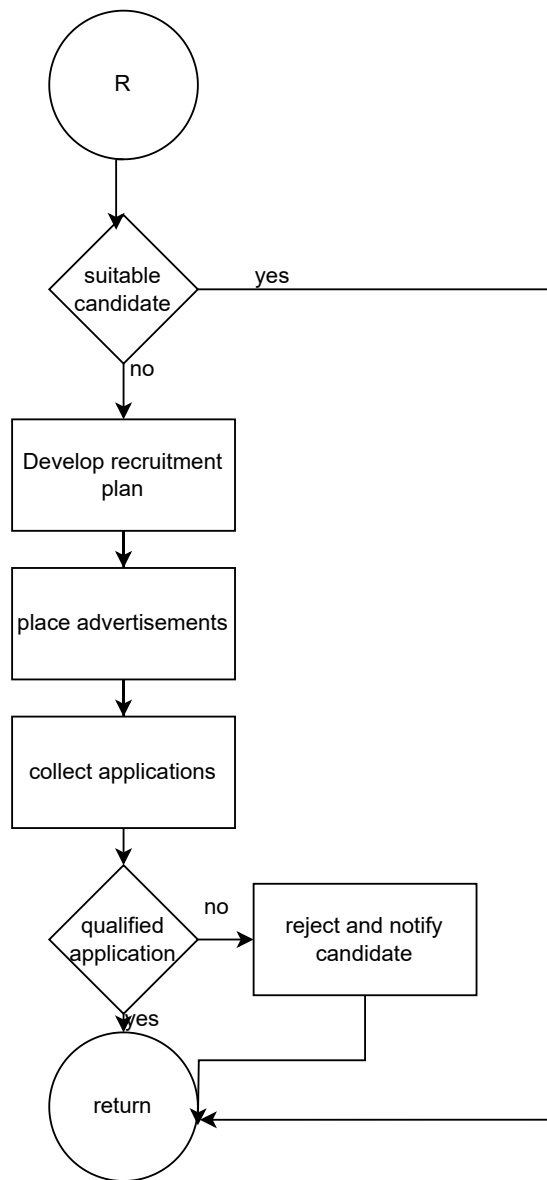 R
suitable
candidate
yes
no
Develop recruitment
plan
place advertisements
collect applications
qualified
application
no
reject and notify
candidate
yes
return